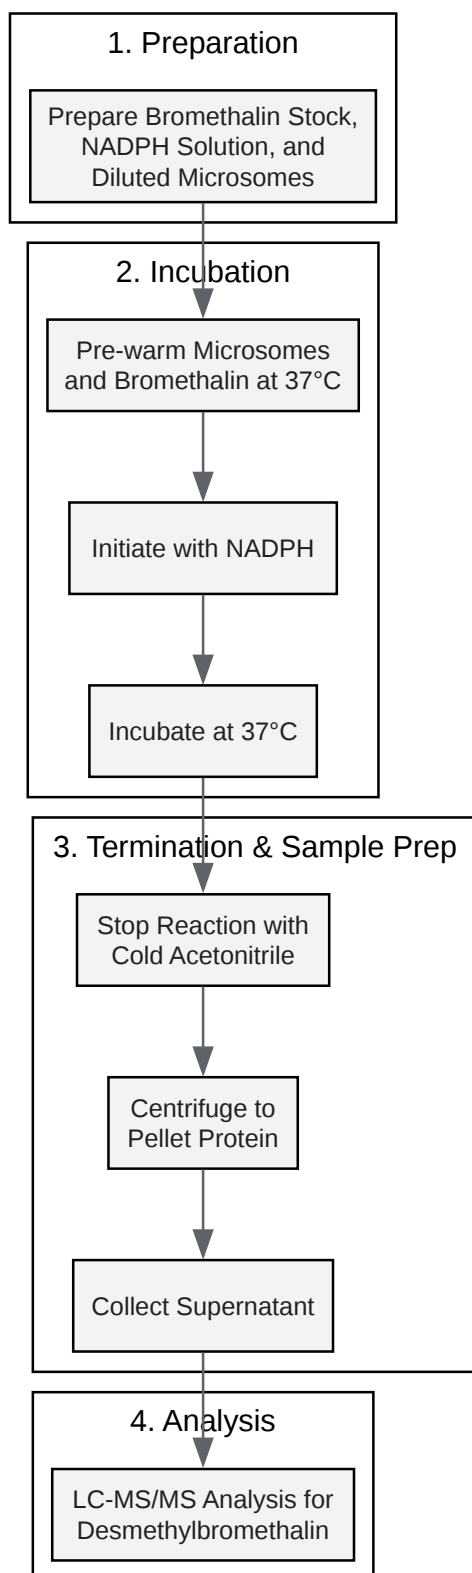 1. Preparation
Prepare Bromethalin Stock,
NADPH Solution, and
Diluted Microsomes
2. Incubation
Pre-warm Microsomes
and Bromethalin at 37°C
Initiate with NADPH
Incubate at 37°C
3. Termination & Sample Prep
Stop Reaction with
Cold Acetonitrile
Centrifuge to
Pellet Protein
Collect Supernatant
4. Analysis
LC-MS/MS Analysis for
Desmethylbromethalin